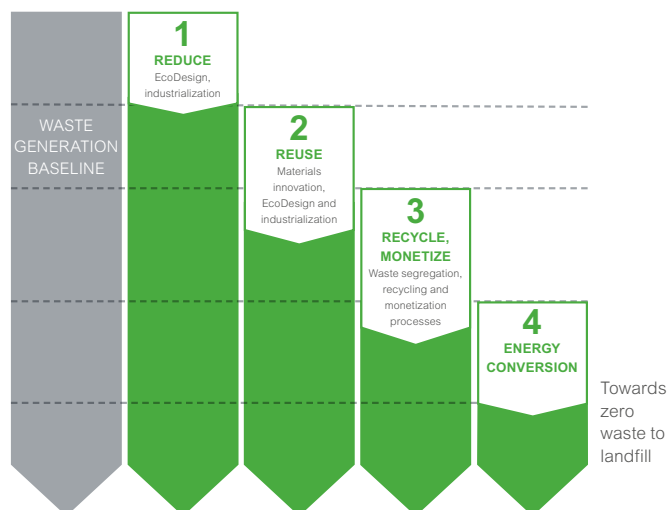 WASTE
GENERATION
BASELINE
1
REDUCE
EcoDesign,
industrialization
2
REUSE
Materials
innovation,
EcoDesign and
industrialization
3
RECYCLE,
MONETIZE
Waste segregation,
recycling and
monetization
processes
4
ENERGY
CONVERSION
Towards
zero
waste to
landfill